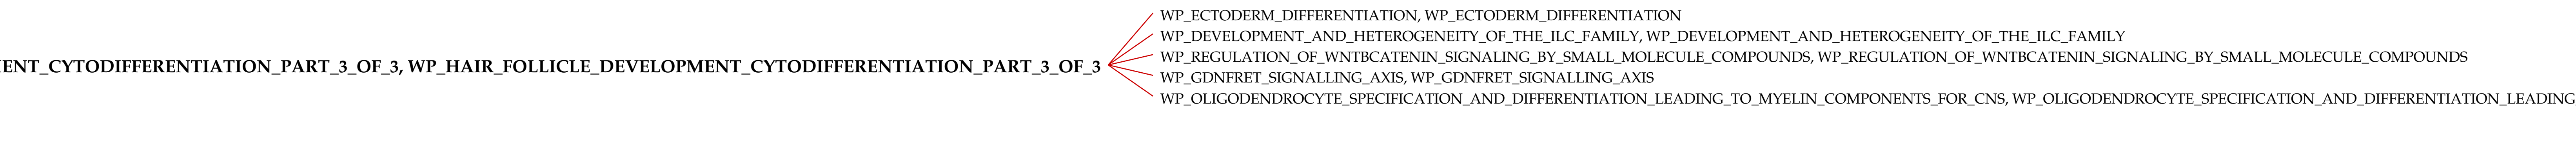 WP_ECTODERM_DIFFERENTIATION, WP_ECTODERM_DIFFERENTIATION
WP_DEVELOPMENT_AND_HETEROGENEITY_OF_THE_ILC_FAMILY, WP_DEVELOPMENT_AND_HETEROGENEITY_OF_THE_ILC_FAMILY
WP_REGULATION_OF_WNTBCATENIN_SIGNALING_BY_SMALL_MOLECULE_COMPOUNDS, WP_REGULATION_OF_WNTBCATENIN_SIGNALING_BY_SMALL_MOLECULE_COMPOUNDS
ENT_CYTODIFFERENTIATION_PART_3_OF_3, WP_HAIR_FOLLICLE_DEVELOPMENT_CYTODIFFERENTIATION_PART_3_OF_3
WP_GDNFRET_SIGNALLING_AXIS, WP_GDNFRET_SIGNALLING_AXIS
WP_OLIGODENDROCYTE_SPECIFICATION_AND_DIFFERENTIATION_LEADING_TO_MYELIN_COMPONENTS_FOR_CNS, WP_OLIGODENDROCYTE_SPECIFICATION_AND_DIFFERENTIATION_LEADING